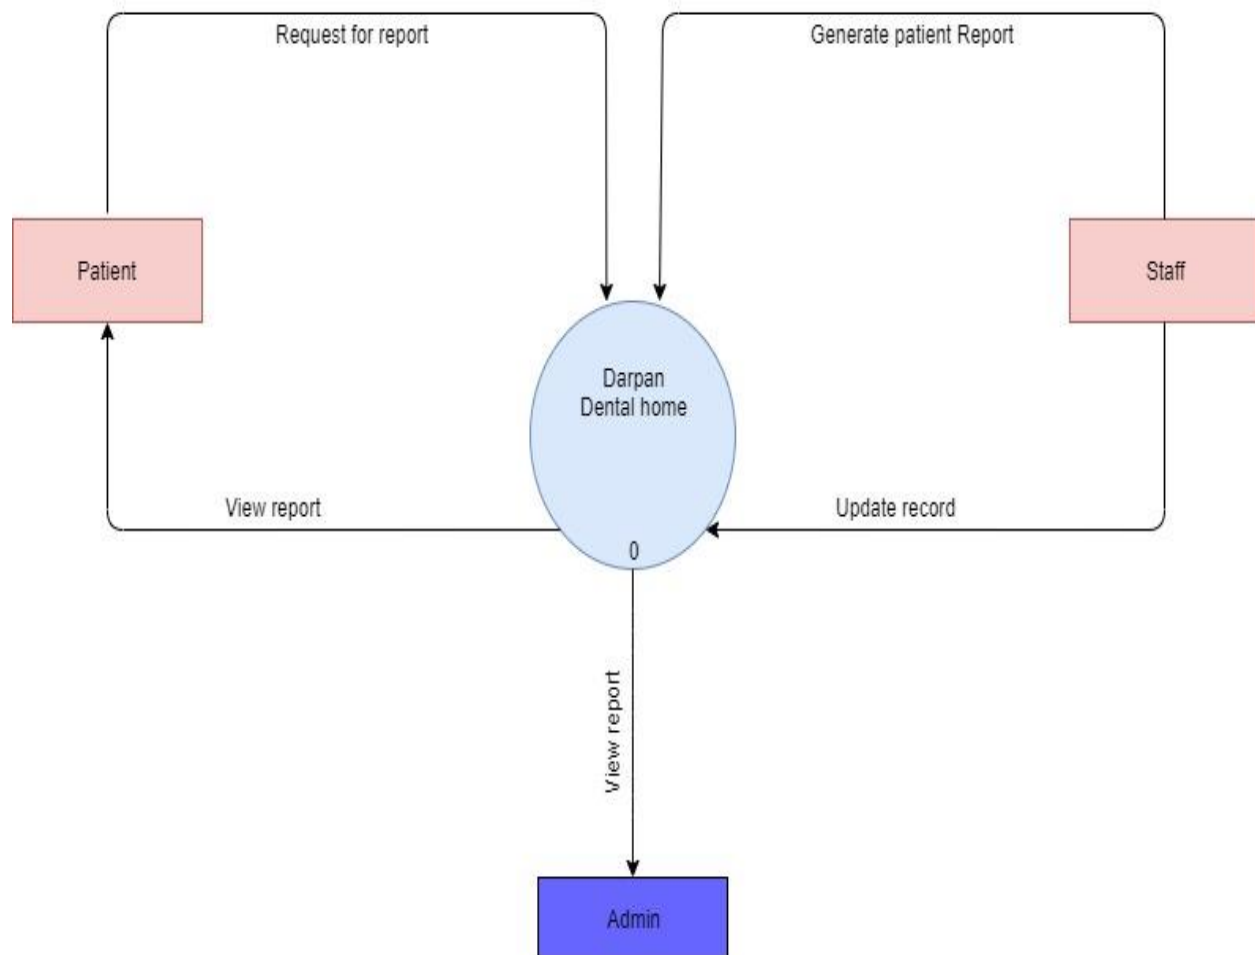 Request for report
Generate patient Report
Patient
Staff
Darpan
Dental home
View report
Update record
0
View report
Admin